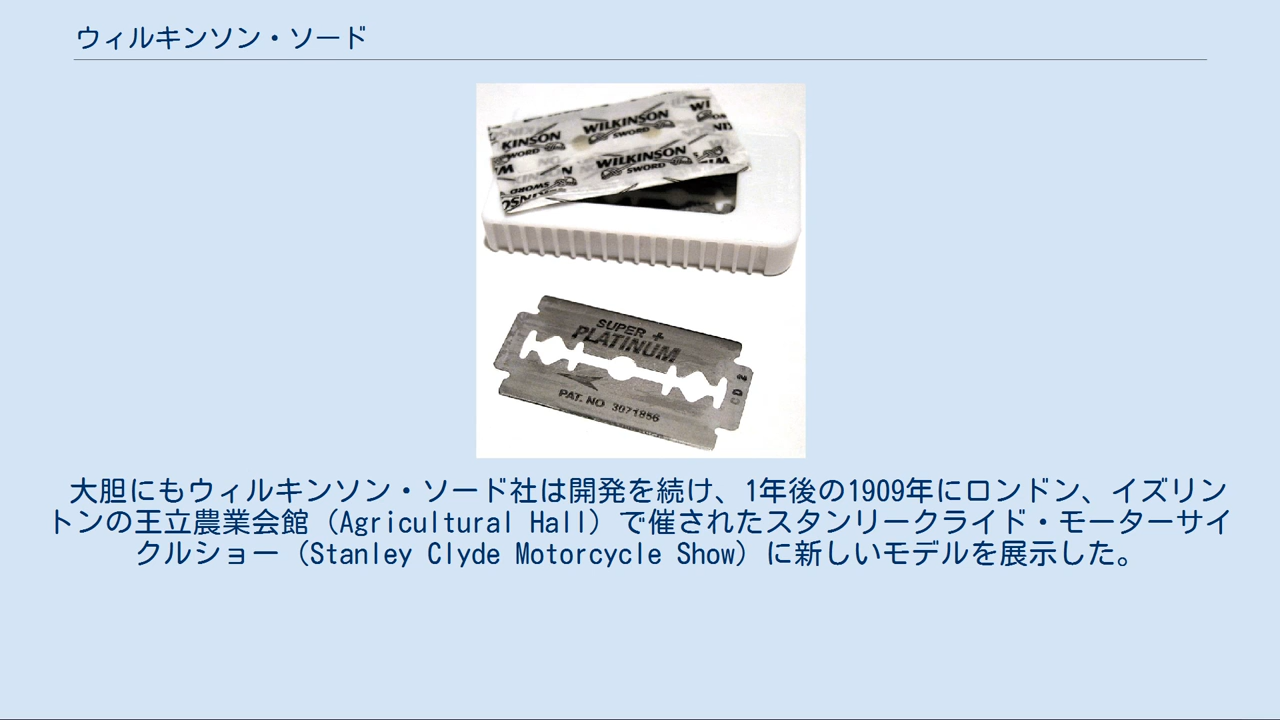 ウィルキンソン・ソード
WILKINSON
SWORD
KINSON
SWORD
WILKINSON
SWORD
SUPER +
PLATINUM
PAT. NO 3071856
CD 2
大胆にもウィルキンソン・ソード社は開発を続け、1年後の1909年にロンドン、イズリン
トンの王立農業会館（Agricultural Hall）で催されたスタンリークライド・モーターサイ
クルショー（Stanley Clyde Motorcycle Show）に新しいモデルを展示した。